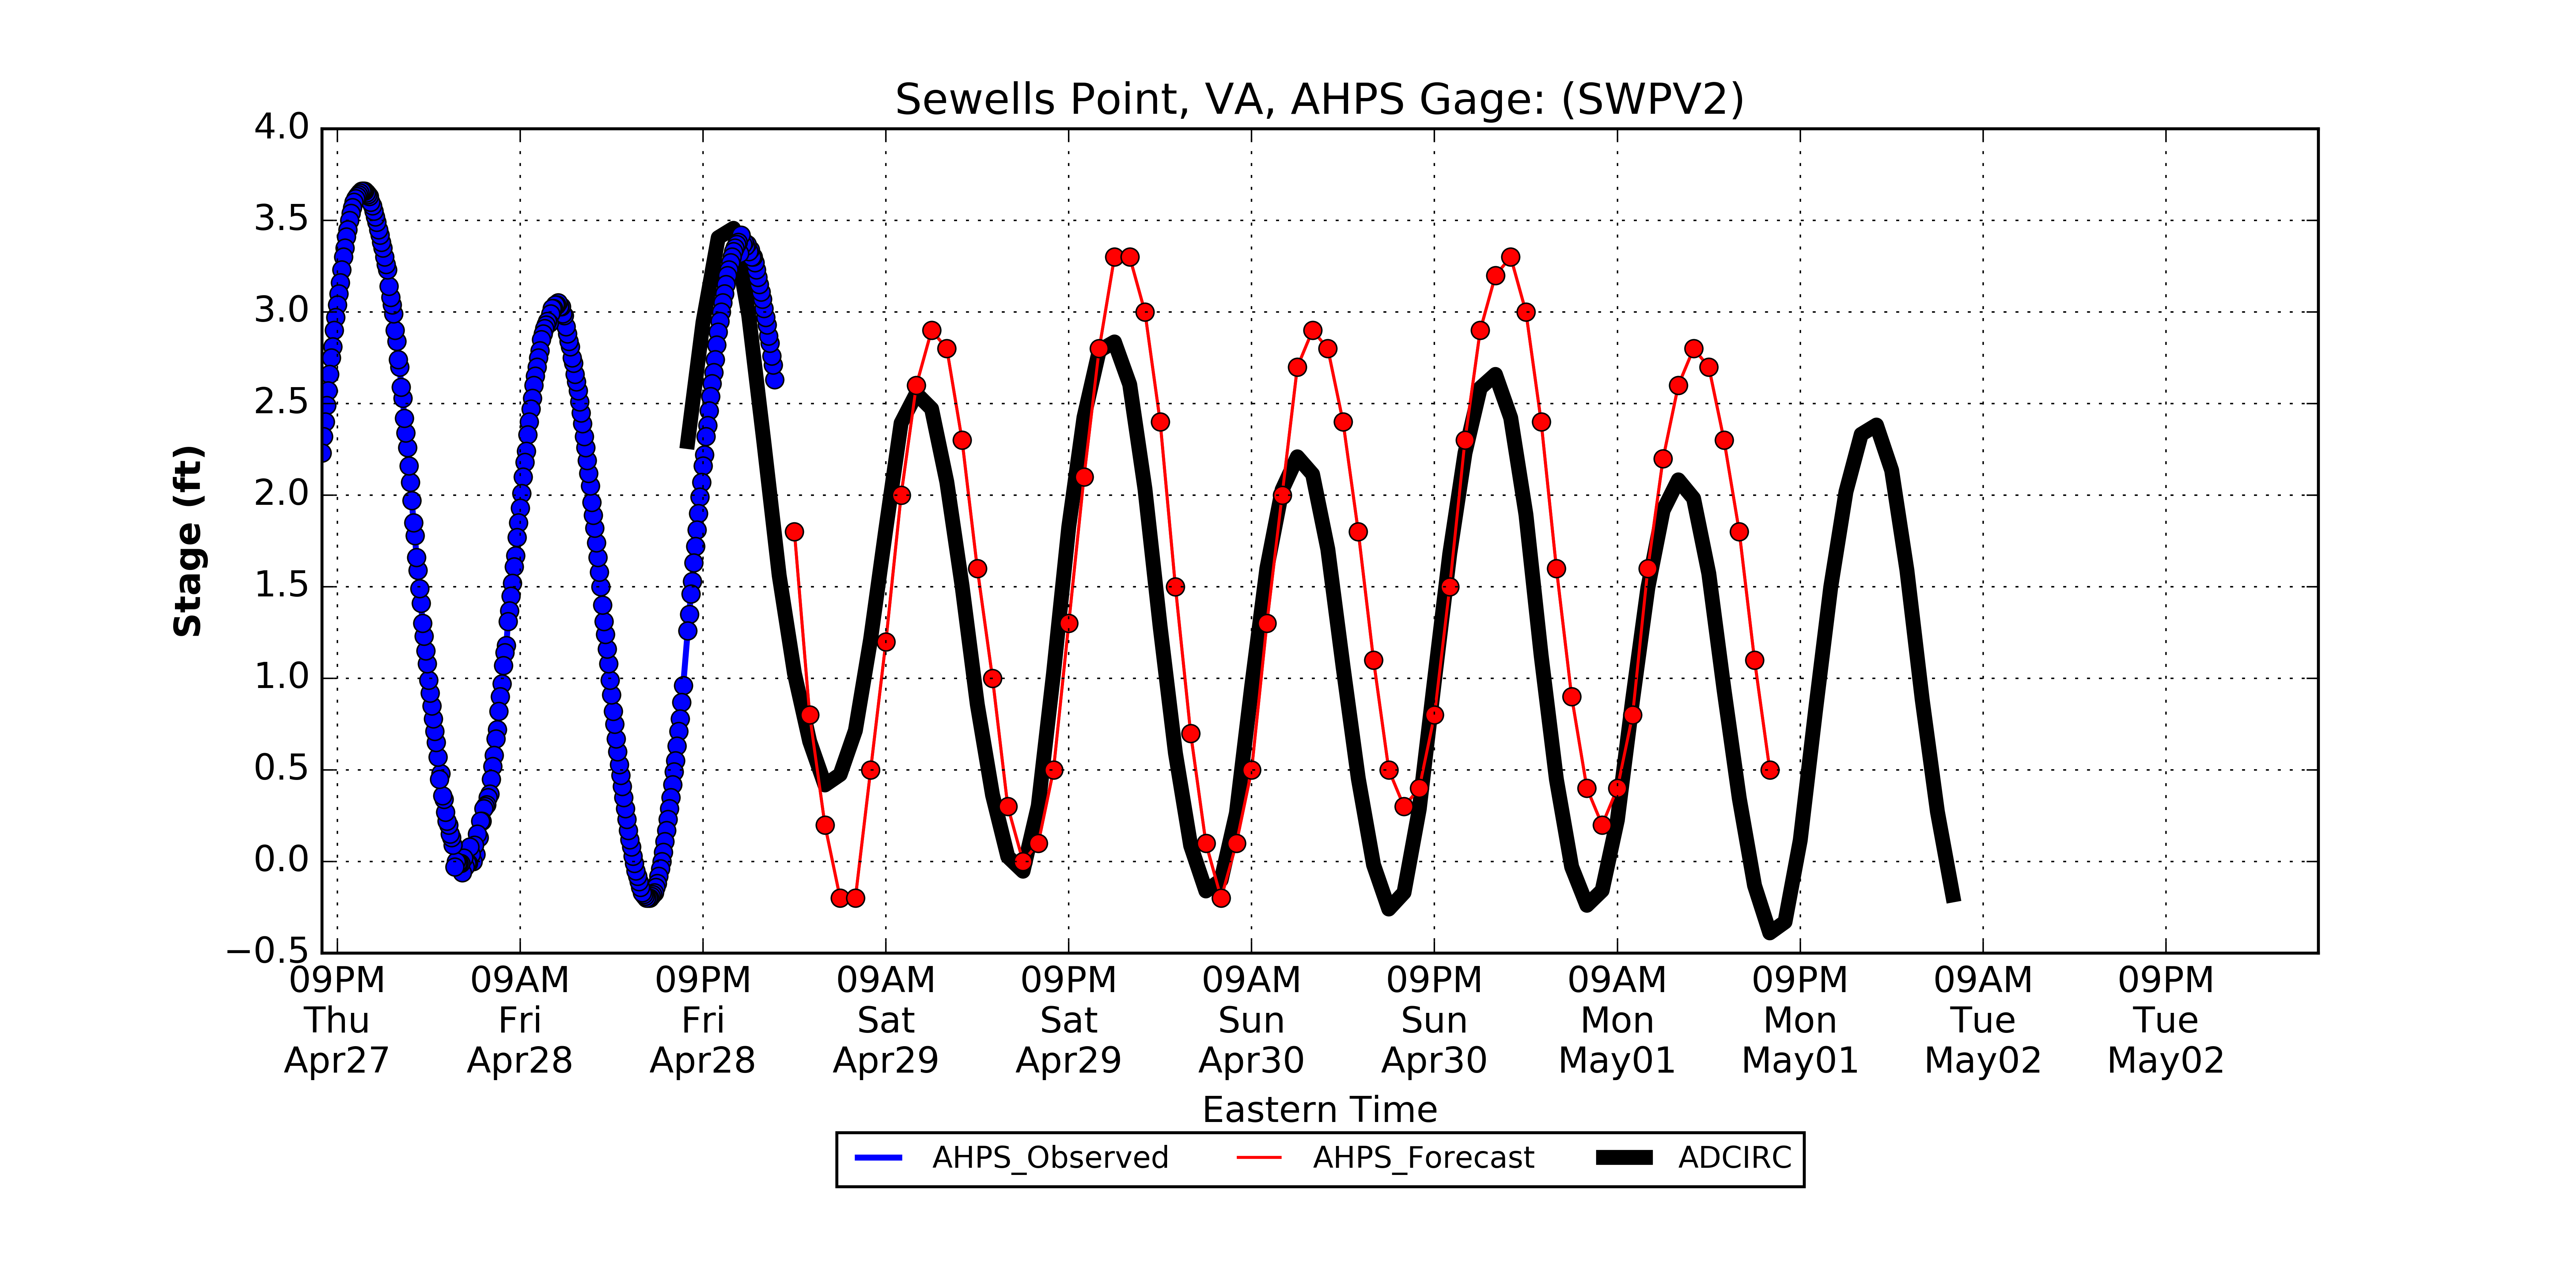 Sewells Point, VA, AHPS Gage: (SWPV2)
4.0
3.5
3.0
2.5
2.0
1.5
1.0
0.5
0.0
−0.5
Stage (ft)
09PM 09AM 09PM 09AM 09PM 09AM 09PM 09AM 09PM 09AM 09PM
Thu Fri Fri Sat Sat Sun Sun Mon Mon Tue Tue
Apr27 Apr28 Apr28 Apr29 Apr29 Apr30 Apr30 May01 May01 May02 May02
Eastern Time
AHPS_Observed AHPS_Forecast ADCIRC